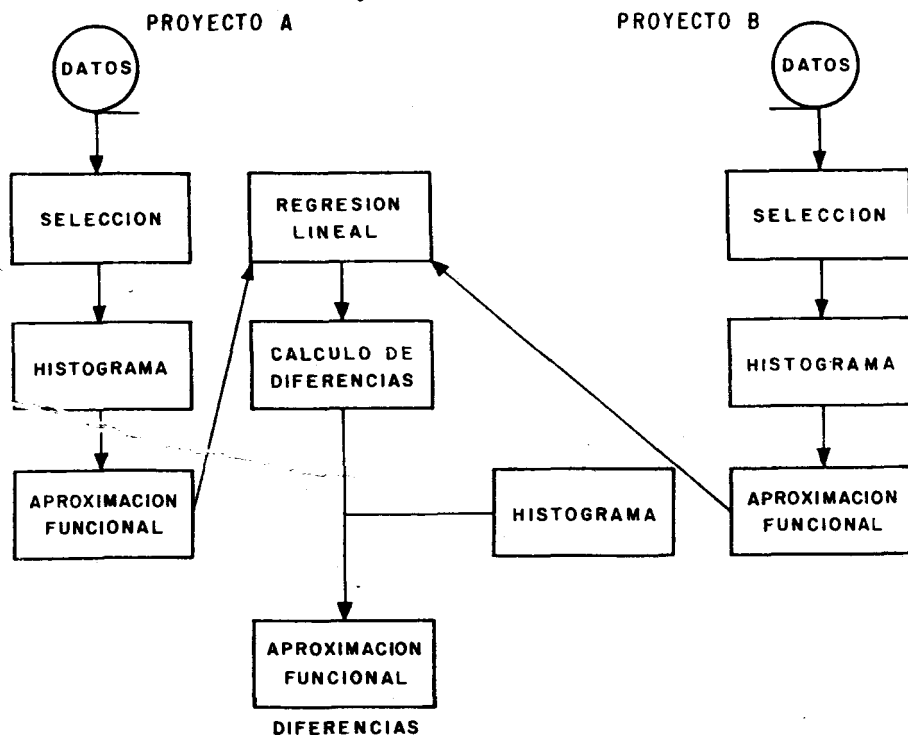 PROYECTO A
DATOS
SELECCION
HISTOGRAMA
APROXIMACION
FUNCIONAL
REGRESION
LINEAL
CALCULO DE
DIFERENCIAS
HISTOGRAMA
APROXIMACION
FUNCIONAL
DIFERENCIAS
PROYECTO B
DATOS
SELECCION
HISTOGRAMA
APROXIMACION
FUNCIONAL